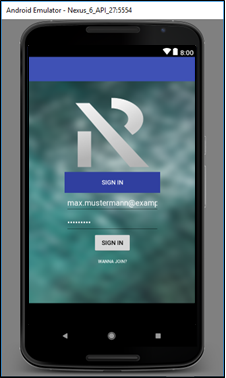 Android Emulator - Nexus_6_API_27:5554
8:00
SIGN IN
max.mustermann@examp
•••••••••
SIGN IN
WANNA JOIN?